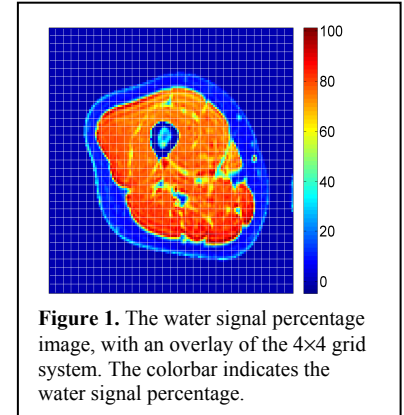 100
80
60
40
20
0
Figure 1. The water signal percentage
image, with an overlay of the 4×4 grid
system. The colorbar indicates the
water signal percentage.